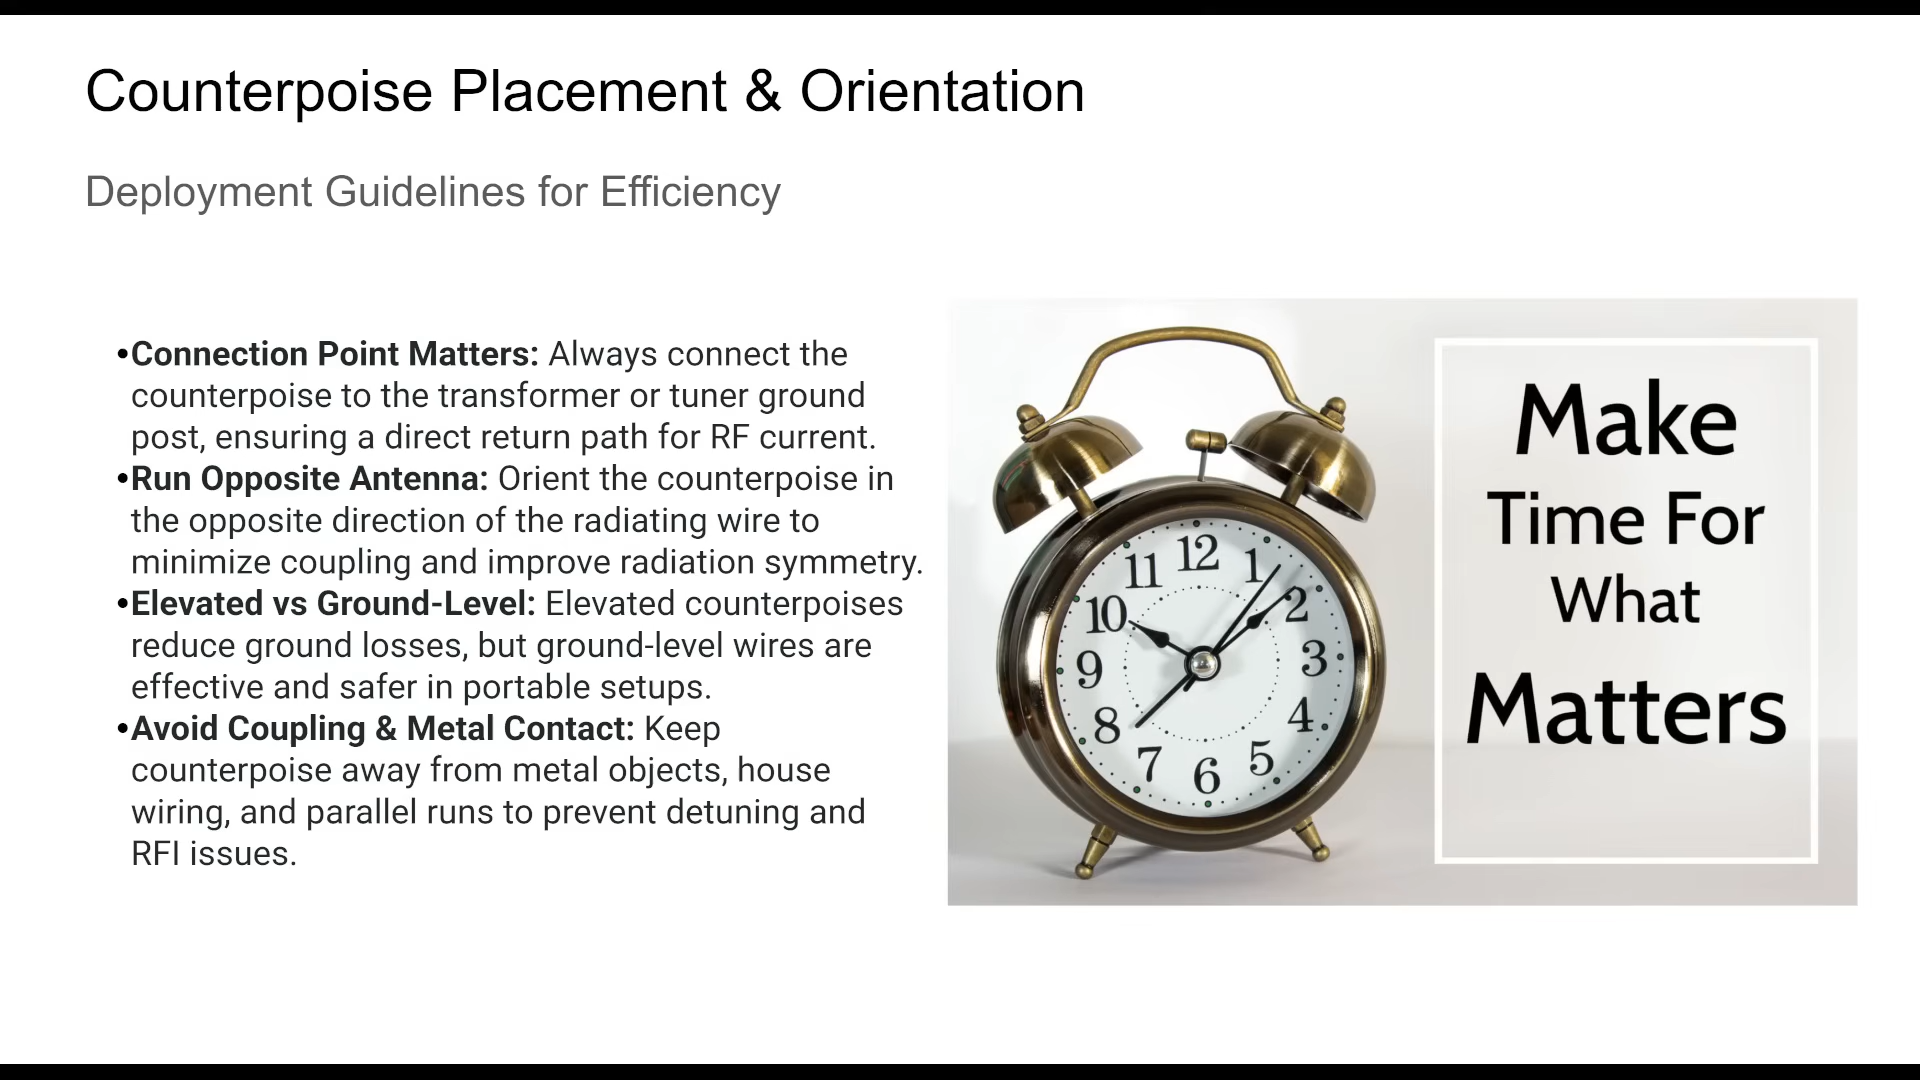 Counterpoise Placement & Orientation
Deployment Guidelines for Efficiency
•Connection Point Matters: Always connect the
counterpoise to the transformer or tuner ground
post, ensuring a direct return path for RF current.
•Run Opposite Antenna: Orient the counterpoise in
the opposite direction of the radiating wire to
minimize coupling and improve radiation symmetry.
•Elevated vs Ground-Level: Elevated counterpoises
reduce ground losses, but ground-level wires are
effective and safer in portable setups.
•Avoid Coupling & Metal Contact: Keep
counterpoise away from metal objects, house
wiring, and parallel runs to prevent detuning and
RFI issues.
12
1
2
3
4
5
6
7
8
9
10
11
Make
Time For
What
Matters